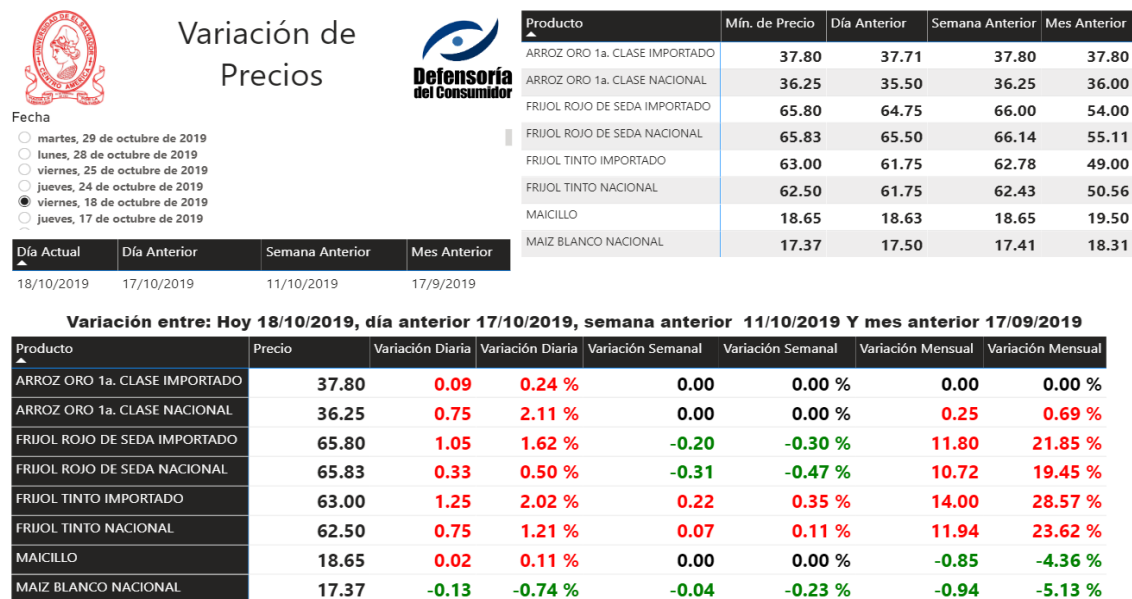 UNIVERSIDAD DE EL SALVADOR
CENTRO AMERICA
Variación de
Precios
Defensoría
del Consumidor
Fecha
martes, 29 de octubre de 2019
lunes, 28 de octubre de 2019
viernes, 25 de octubre de 2019
jueves, 24 de octubre de 2019
viernes, 18 de octubre de 2019
jueves, 17 de octubre de 2019
Día Actual Día Anterior Semana Anterior Mes Anterior
18/10/2019 17/10/2019 11/10/2019 17/9/2019
Producto Mín. de Precio Día Anterior Semana Anterior Mes Anterior
ARROZ ORO 1a. CLASE IMPORTADO 37.80 37.71 37.80 37.80
ARROZ ORO 1a. CLASE NACIONAL 36.25 35.50 36.25 36.00
FRIJOL ROJO DE SEDA IMPORTADO 65.80 64.75 66.00 54.00
FRIJOL ROJO DE SEDA NACIONAL 65.83 65.50 66.14 55.11
FRIJOL TINTO IMPORTADO 63.00 61.75 62.78 49.00
FRIJOL TINTO NACIONAL 62.50 61.75 62.43 50.56
MAICILLO 18.65 18.63 18.65 19.50
MAIZ BLANCO NACIONAL 17.37 17.50 17.41 18.31
Variación entre: Hoy 18/10/2019, día anterior 17/10/2019, semana anterior 11/10/2019 Y mes anterior 17/09/2019
Producto Precio Variación Diaria Variación Diaria Variación Semanal Variación Semanal Variación Mensual Variación Mensual
ARROZ ORO 1a. CLASE IMPORTADO 37.80 0.09 0.24 % 0.00 0.00 % 0.00 0.00 %
ARROZ ORO 1a. CLASE NACIONAL 36.25 0.75 2.11 % 0.00 0.00 % 0.25 0.69 %
FRIJOL ROJO DE SEDA IMPORTADO 65.80 1.05 1.62 % -0.20 -0.30 % 11.80 21.85 %
FRIJOL ROJO DE SEDA NACIONAL 65.83 0.33 0.50 % -0.31 -0.47 % 10.72 19.45 %
FRIJOL TINTO IMPORTADO 63.00 1.25 2.02 % 0.22 0.35 % 14.00 28.57 %
FRIJOL TINTO NACIONAL 62.50 0.75 1.21 % 0.07 0.11 % 11.94 23.62 %
MAICILLO 18.65 0.02 0.11 % 0.00 0.00 % -0.85 -4.36 %
MAIZ BLANCO NACIONAL 17.37 -0.13 -0.74 % -0.04 -0.23 % -0.94 -5.13 %